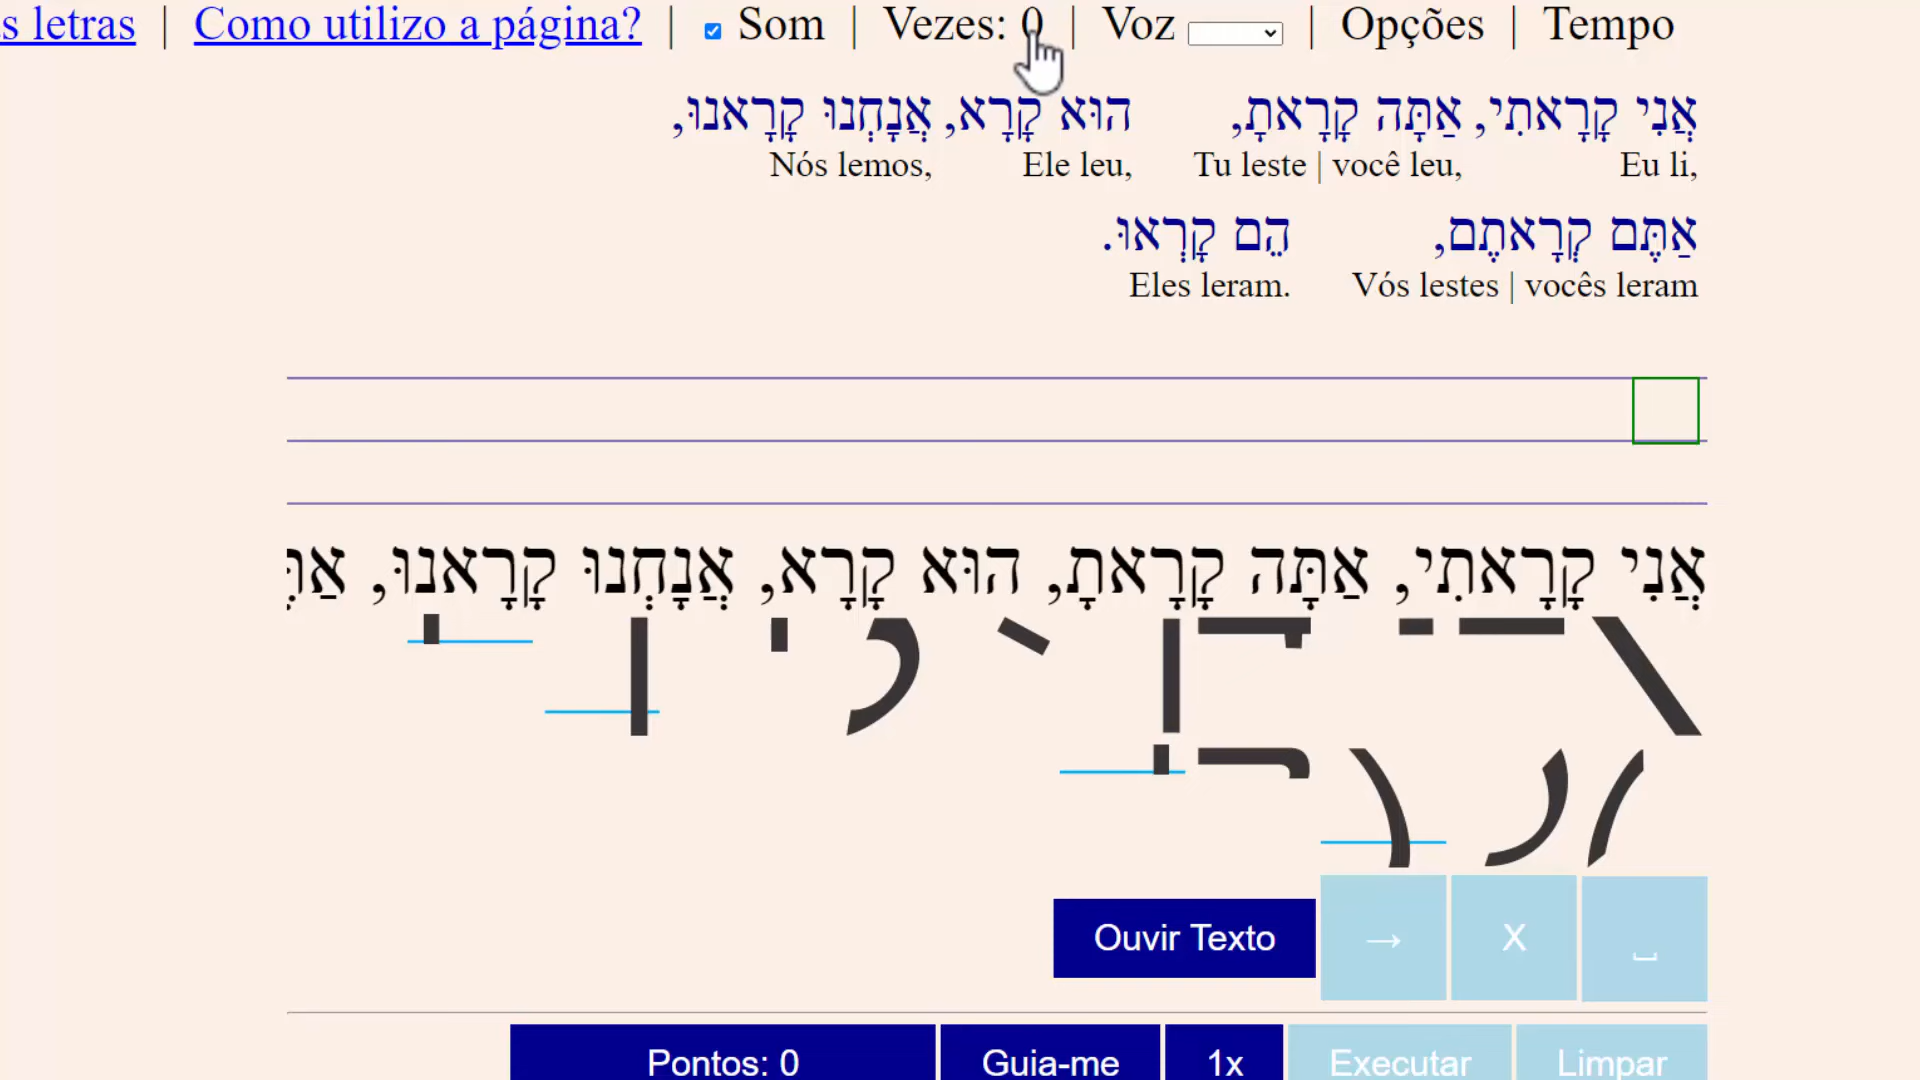 s letras | Como utilizo a página? | Som | Vezes: 0 | Voz | Opções | Tempo
אֲנִי קָרָאתִי, אַתָּה קָרָאתָ, הוּא קָרָא, אֲנָחְנוּ קָרָאנוּ,
Eu li, Tu leste | você leu, Ele leu, Nós lemos,
אַתֶּם קְרָאתֶם, הֵם קָרְאוּ.
Vós lestes | vocês leram Eles leram.
אֲנִי קָרָאתִי, אַתָּה קָרָאתָ, הוּא קָרָא, אֲנָחְנוּ קָרָאנוּ,
Ouvir Texto → X ⎵
Pontos: 0 Guia-me 1x Executar Limpar